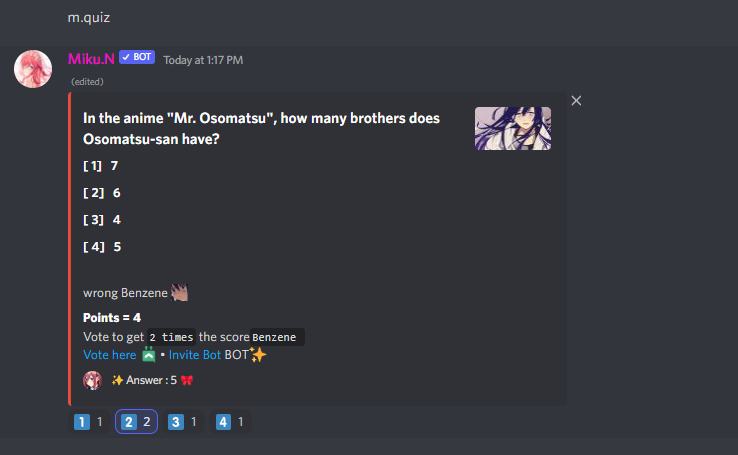 m.quiz
Miku.N ✓ BOT Today at 1:17 PM
(edited)
In the anime "Mr. Osomatsu", how many brothers does
Osomatsu-san have?
[ 1] 7
[ 2] 6
[ 3] 4
[ 4] 5
wrong Benzene
Points = 4
Vote to get 2 times the score Benzene
Vote here • Invite Bot BOT✨
✨ Answer : 5 🎀
1 1 2 2 3 1 4 1